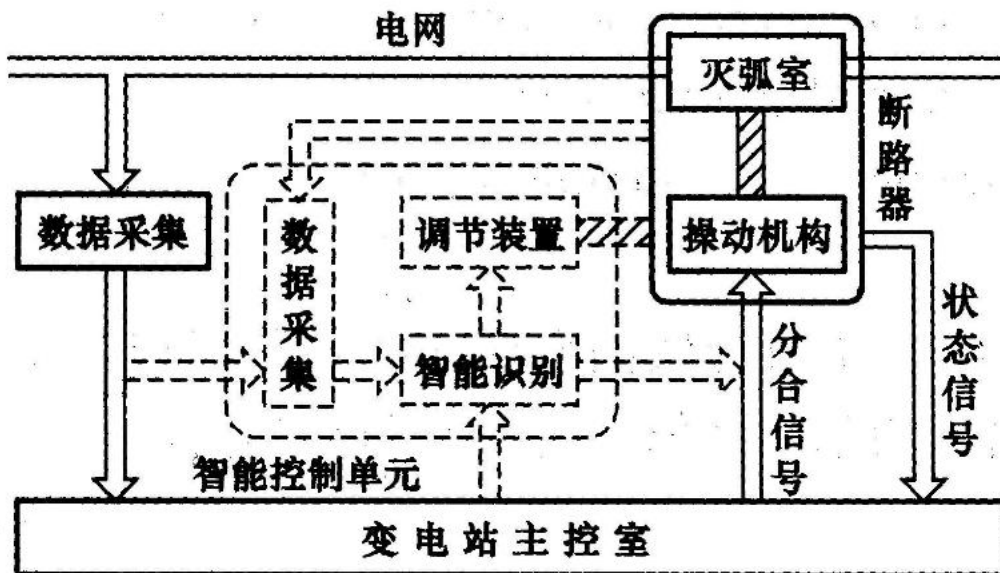 电网
灭弧室
断路器
数据采集
数据采集
调节装置
操动机构
智能识别
分合信号
状态信号
智能控制单元
变电站主控室